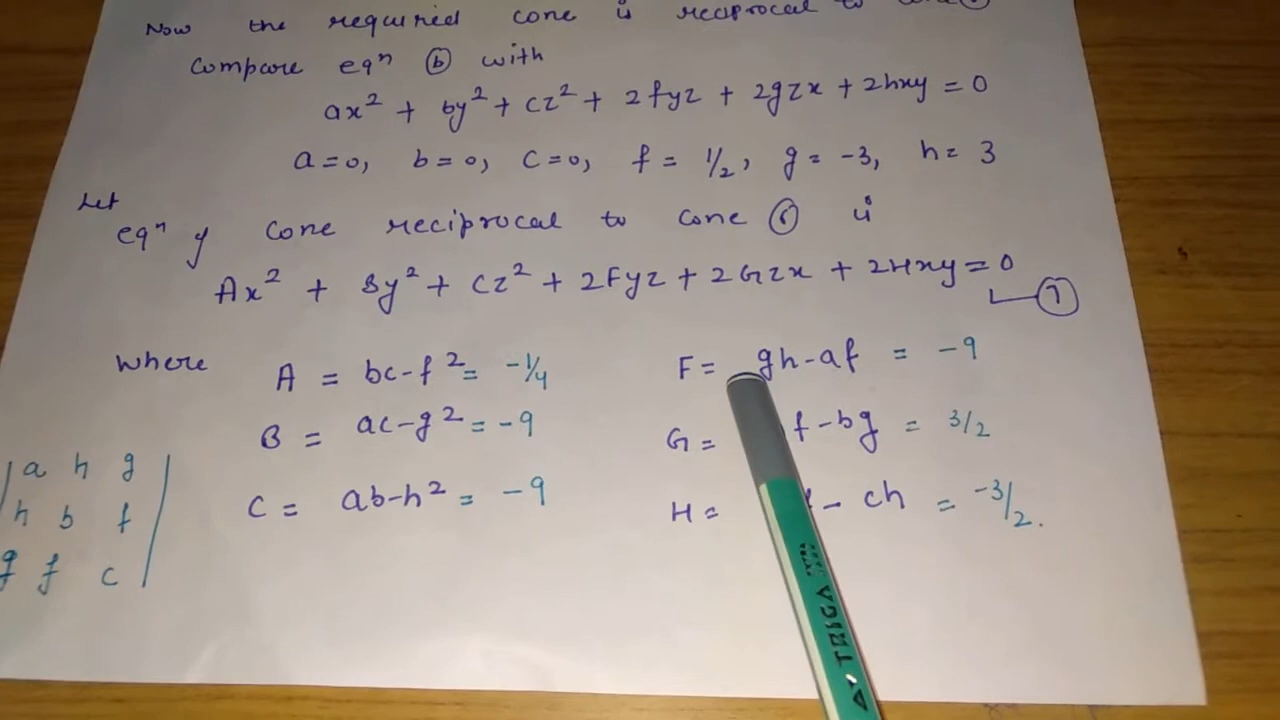 Now the required cone is reciprocal to cone
Compare eqⁿ ⑥ with
ax² + by² + cz² + 2fyz + 2gzx + 2hxy = 0
a=0, b=0, c=0, f = 1/2, g = -3, h = 3
Let
eqⁿ of cone reciprocal to cone ⑥ is
Ax² + By² + Cz² + 2Fyz + 2Gzx + 2Hxy = 0
⑦
where
A = bc-f² = -1/4
B = ac-g² = -9
C = ab-h² = -9
F = gh-af = -9
G = f-bg = 3/2
H = - ch = -3/2.
a h g
h b f
g f c
TRIGA